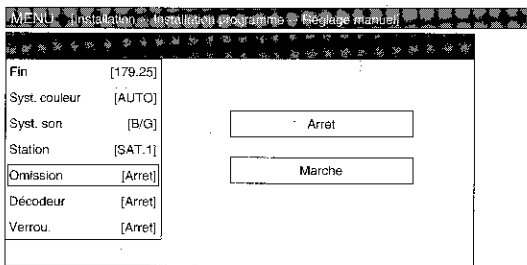 MENU Installation – Installation programme – Réglage manuel
Fin [179.25]
Syst. couleur [AUTO]
Syst. son [B/G]
Station [SAT.1]
Omission [Arret]
Décodeur [Arret]
Verrou. [Arret]
Arret
Marche